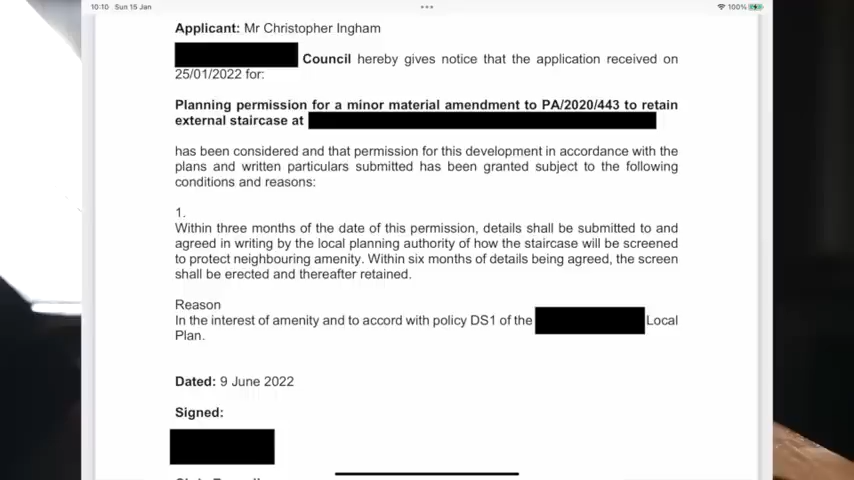 10:10 Sun 15 Jan
100%
Applicant: Mr Christopher Ingham
Council hereby gives notice that the application received on
25/01/2022 for:
Planning permission for a minor material amendment to PA/2020/443 to retain
external staircase at
has been considered and that permission for this development in accordance with the
plans and written particulars submitted has been granted subject to the following
conditions and reasons:
1.
Within three months of the date of this permission, details shall be submitted to and
agreed in writing by the local planning authority of how the staircase will be screened
to protect neighbouring amenity. Within six months of details being agreed, the screen
shall be erected and thereafter retained.
Reason
In the interest of amenity and to accord with policy DS1 of the
Local
Plan.
Dated: 9 June 2022
Signed: